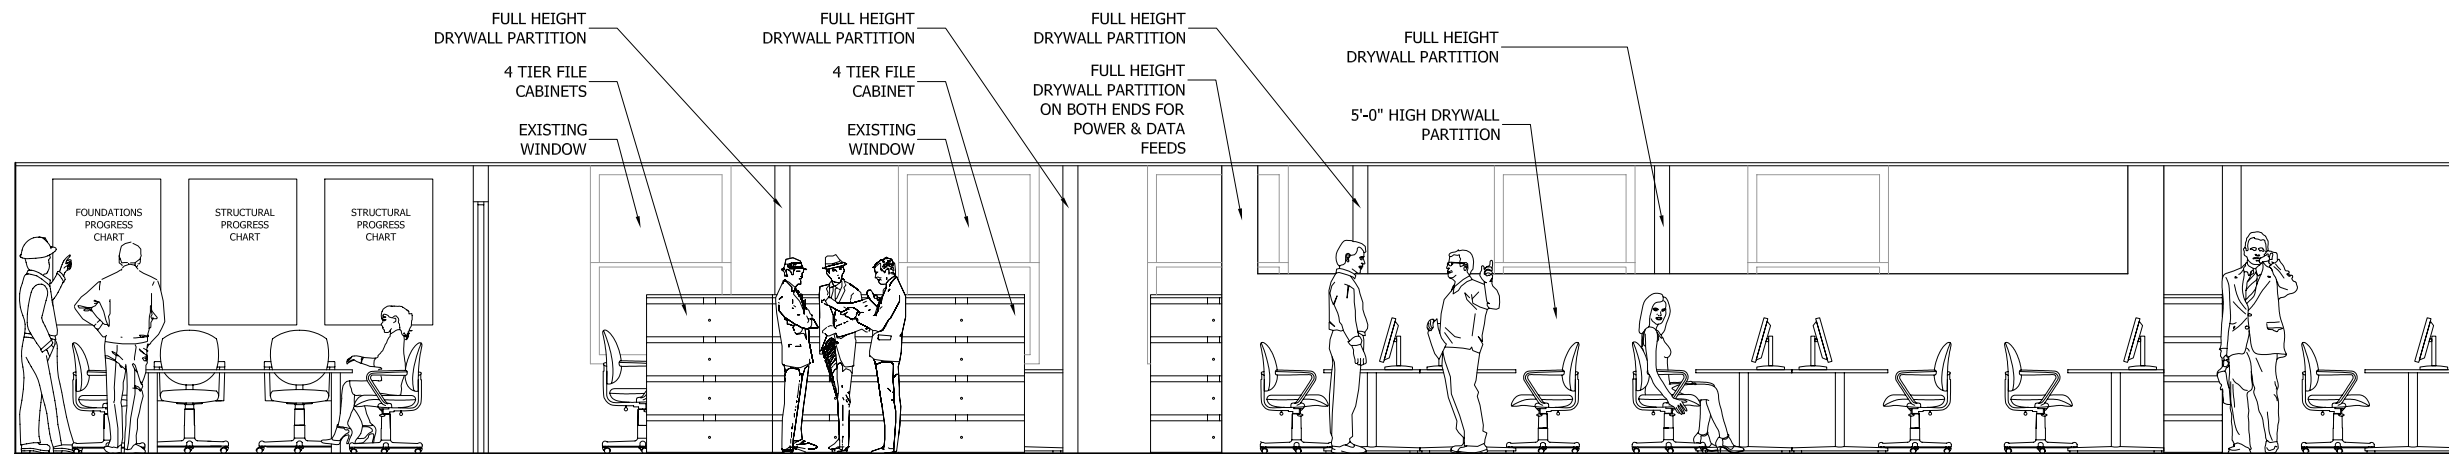 FULL HEIGHT
DRYWALL PARTITION
4 TIER FILE
CABINETS
EXISTING
WINDOW
FULL HEIGHT
DRYWALL PARTITION
4 TIER FILE
CABINET
EXISTING
WINDOW
FULL HEIGHT
DRYWALL PARTITION
FULL HEIGHT
DRYWALL PARTITION
ON BOTH ENDS FOR
POWER & DATA
FEEDS
FULL HEIGHT
DRYWALL PARTITION
5'-0" HIGH DRYWALL
PARTITION
FOUNDATIONS
PROGRESS
CHART
STRUCTURAL
PROGRESS
CHART
STRUCTURAL
PROGRESS
CHART